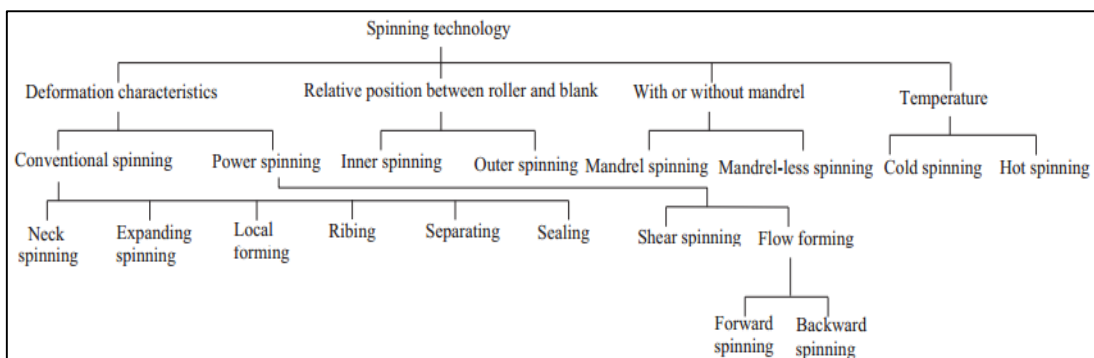 Spinning technology
Deformation characteristics
Relative position between roller and blank
With or without mandrel
Temperature
Conventional spinning
Power spinning
Inner spinning
Outer spinning
Mandrel spinning
Mandrel-less spinning
Cold spinning
Hot spinning
Neck
spinning
Expanding
spinning
Local
forming
Ribing
Separating
Sealing
Shear spinning
Flow forming
Forward
spinning
Backward
spinning